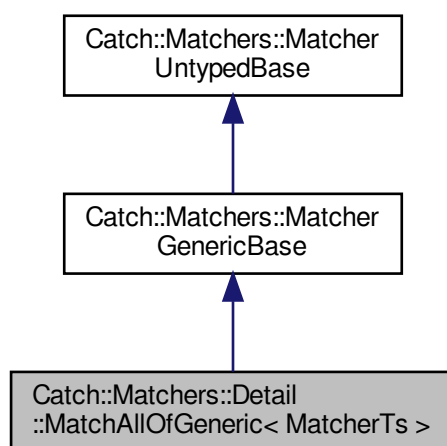 Catch::Matchers::Matcher
UntypedBase
Catch::Matchers::Matcher
GenericBase
Catch::Matchers::Detail
::MatchAllOfGeneric< MatcherTs >